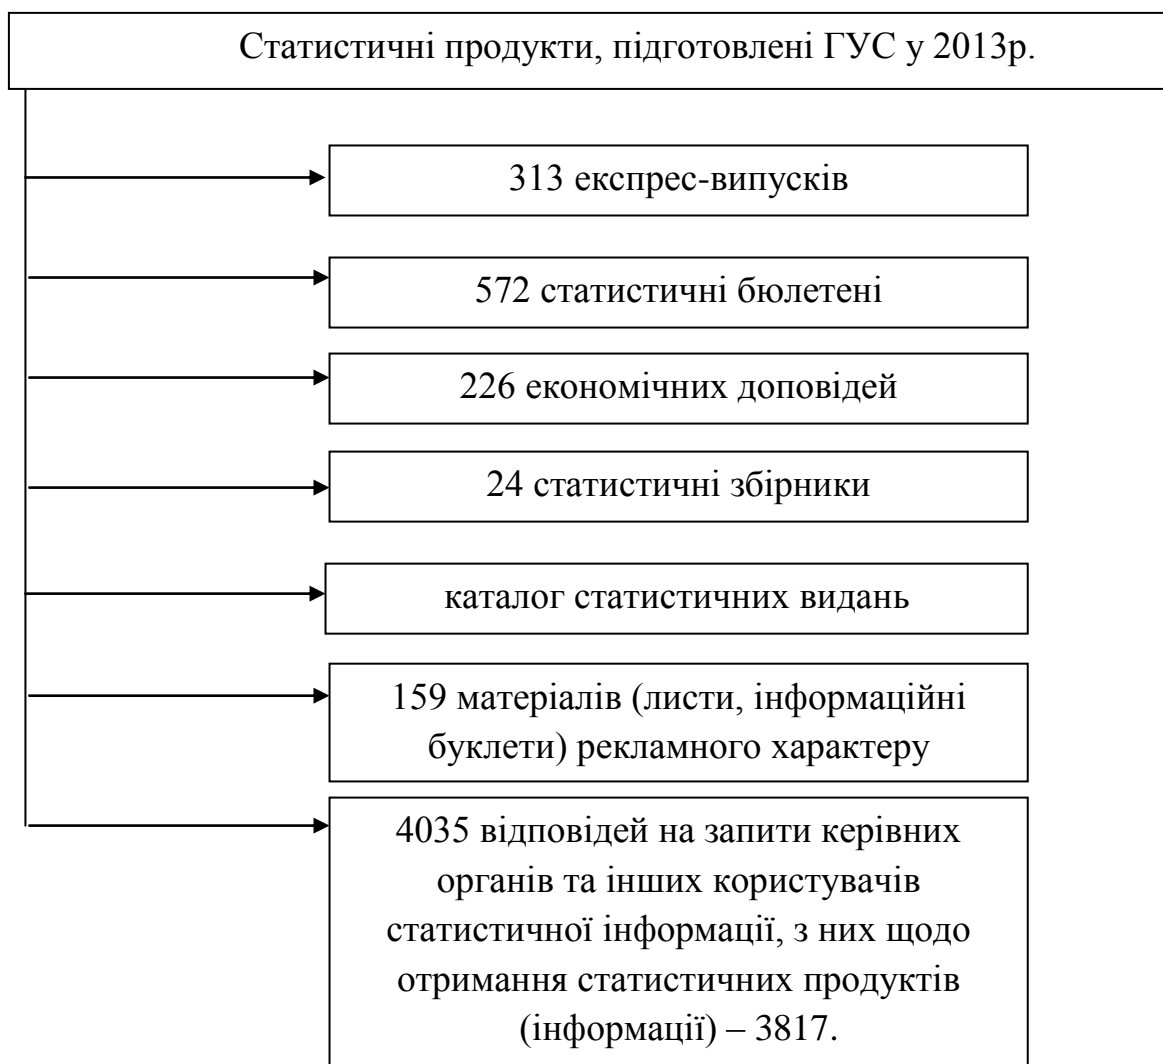 Статистичні продукти, підготовлені ГУС у 2013р.
313 експрес-випусків
572 статистичні бюлетені
226 економічних доповідей
24 статистичні збірники
каталог статистичних видань
159 матеріалів (листи, інформаційні
буклети) рекламного характеру
4035 відповідей на запити керівних
органів та інших користувачів
статистичної інформації, з них щодо
отримання статистичних продуктів
(інформації) – 3817.